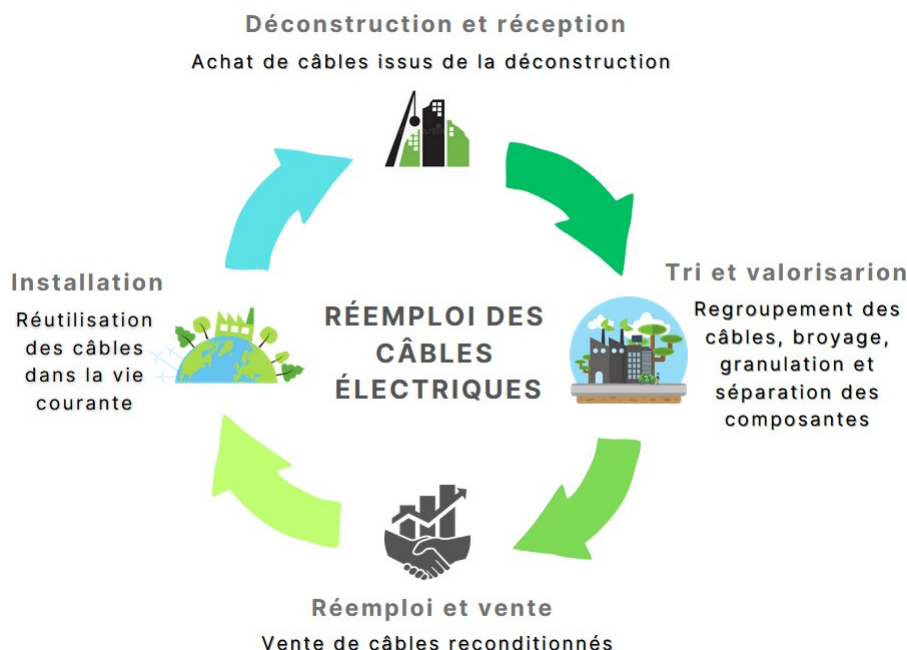 Déconstruction et réception
Achat de câbles issus de la déconstruction
Tri et valorisarion
Regroupement des
câbles, broyage,
granulation et
séparation des
composantes
RÉEMPLOI DES
CÂBLES
ÉLECTRIQUES
Installation
Réutilisation
des câbles
dans la vie
courante
Réemploi et vente
Vente de câbles reconditionnés